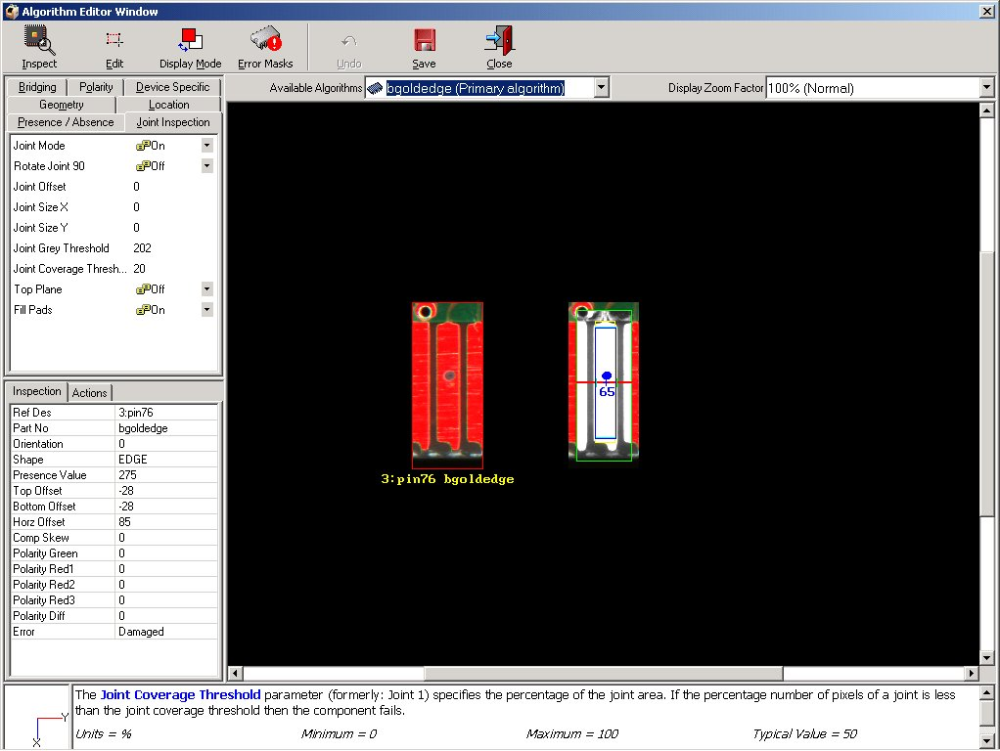 Algorithm Editor Window
Inspect Edit Display Mode Error Masks Undo Save Close
Bridging Polarity Device Specific
Geometry Location
Presence / Absence Joint Inspection
Available Algorithms bgoldedge (Primary algorithm) Display Zoom Factor 100% (Normal)
Joint Mode On
Rotate Joint 90 Off
Joint Offset 0
Joint Size X 0
Joint Size Y 0
Joint Grey Threshold 202
Joint Coverage Thresh... 20
Top Plane Off
Fill Pads On
Inspection Actions
Ref Des 3:pin76
Part No bgoldedge
Orientation 0
Shape EDGE
Presence Value 275
Top Offset -28
Bottom Offset -28
Horz Offset 85
Comp Skew 0
Polarity Green 0
Polarity Red1 0
Polarity Red2 0
Polarity Red3 0
Polarity Diff 0
Error Damaged
65
3:pin76 bgoldedge
Y
X
The Joint Coverage Threshold parameter (formerly: Joint 1) specifies the percentage of the joint area. If the percentage number of pixels of a joint is less
than the joint coverage threshold then the component fails.
Units = % Minimum = 0 Maximum = 100 Typical Value = 50